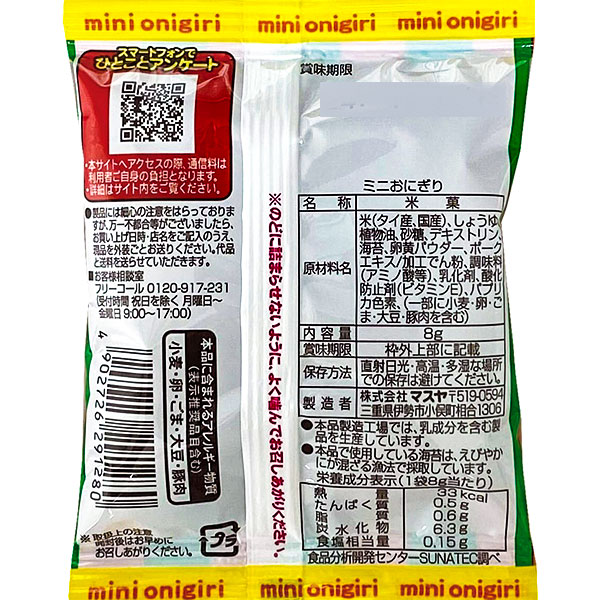 mini onigiri mini onigiri mini onigiri mini onigiri
スマートフォンで
ひとことアンケート
・本サイトへアクセスの際、通信料は
利用者ご自身の負担となります。
・詳細はサイト内をご覧ください。
●製品には細心の注意をはらっており
ますが、万一不都合等がございましたら、
お買い上げ日時・店名をご記入のうえ、
現品を外装ごとお送りください。代品
と送料を送らせていただきます。
■お客様相談室
フリーコール 0120-917-231
(受付時間 祝日を除く 月曜日〜
金曜日 9:00〜17:00)
4 902726 291280
本品に含まれるアレルギー物質
(表示推奨品目含む)
小麦・卵・ごま・大豆・豚肉
※ 取扱上の注意
開封後はお早めに
お召しあがりください。
※のどに詰まらせないように、よく噛んでお召しあがりください。
賞味期限
ミニおにぎり
名称 米菓
原材料名 米(タイ産、国産)、しょうゆ、
植物油、砂糖、デキストリン、
海苔、卵黄パウダー、ポーク
エキス/加工でん粉、調味料
(アミノ酸等)、乳化剤、酸化
防止剤(ビタミンE)、パプリ
カ色素、(一部に小麦・卵・ご
ま・大豆・豚肉を含む)
内容量 8g
賞味期限 枠外上部に記載
保存方法 直射日光・高温・多湿な場所
での保存は避けてください。
製造者 株式会社 マスヤ 〒519-0594
三重県伊勢市小俣町相合1306
●本品製造工場では、乳成分を含む製
品を生産しています。
●本品で使用している海苔は、えびやか
にが混ざる漁法で採取しています。
栄養成分表示(1袋8g当たり)
熱量 33kcal
たんぱく質 0.5g
脂質 0.6g
炭水化物 6.3g
食塩相当量 0.15g
食品分析開発センターSUNATEC調べ
mini onigiri mini onigiri mini onigiri mini onigiri